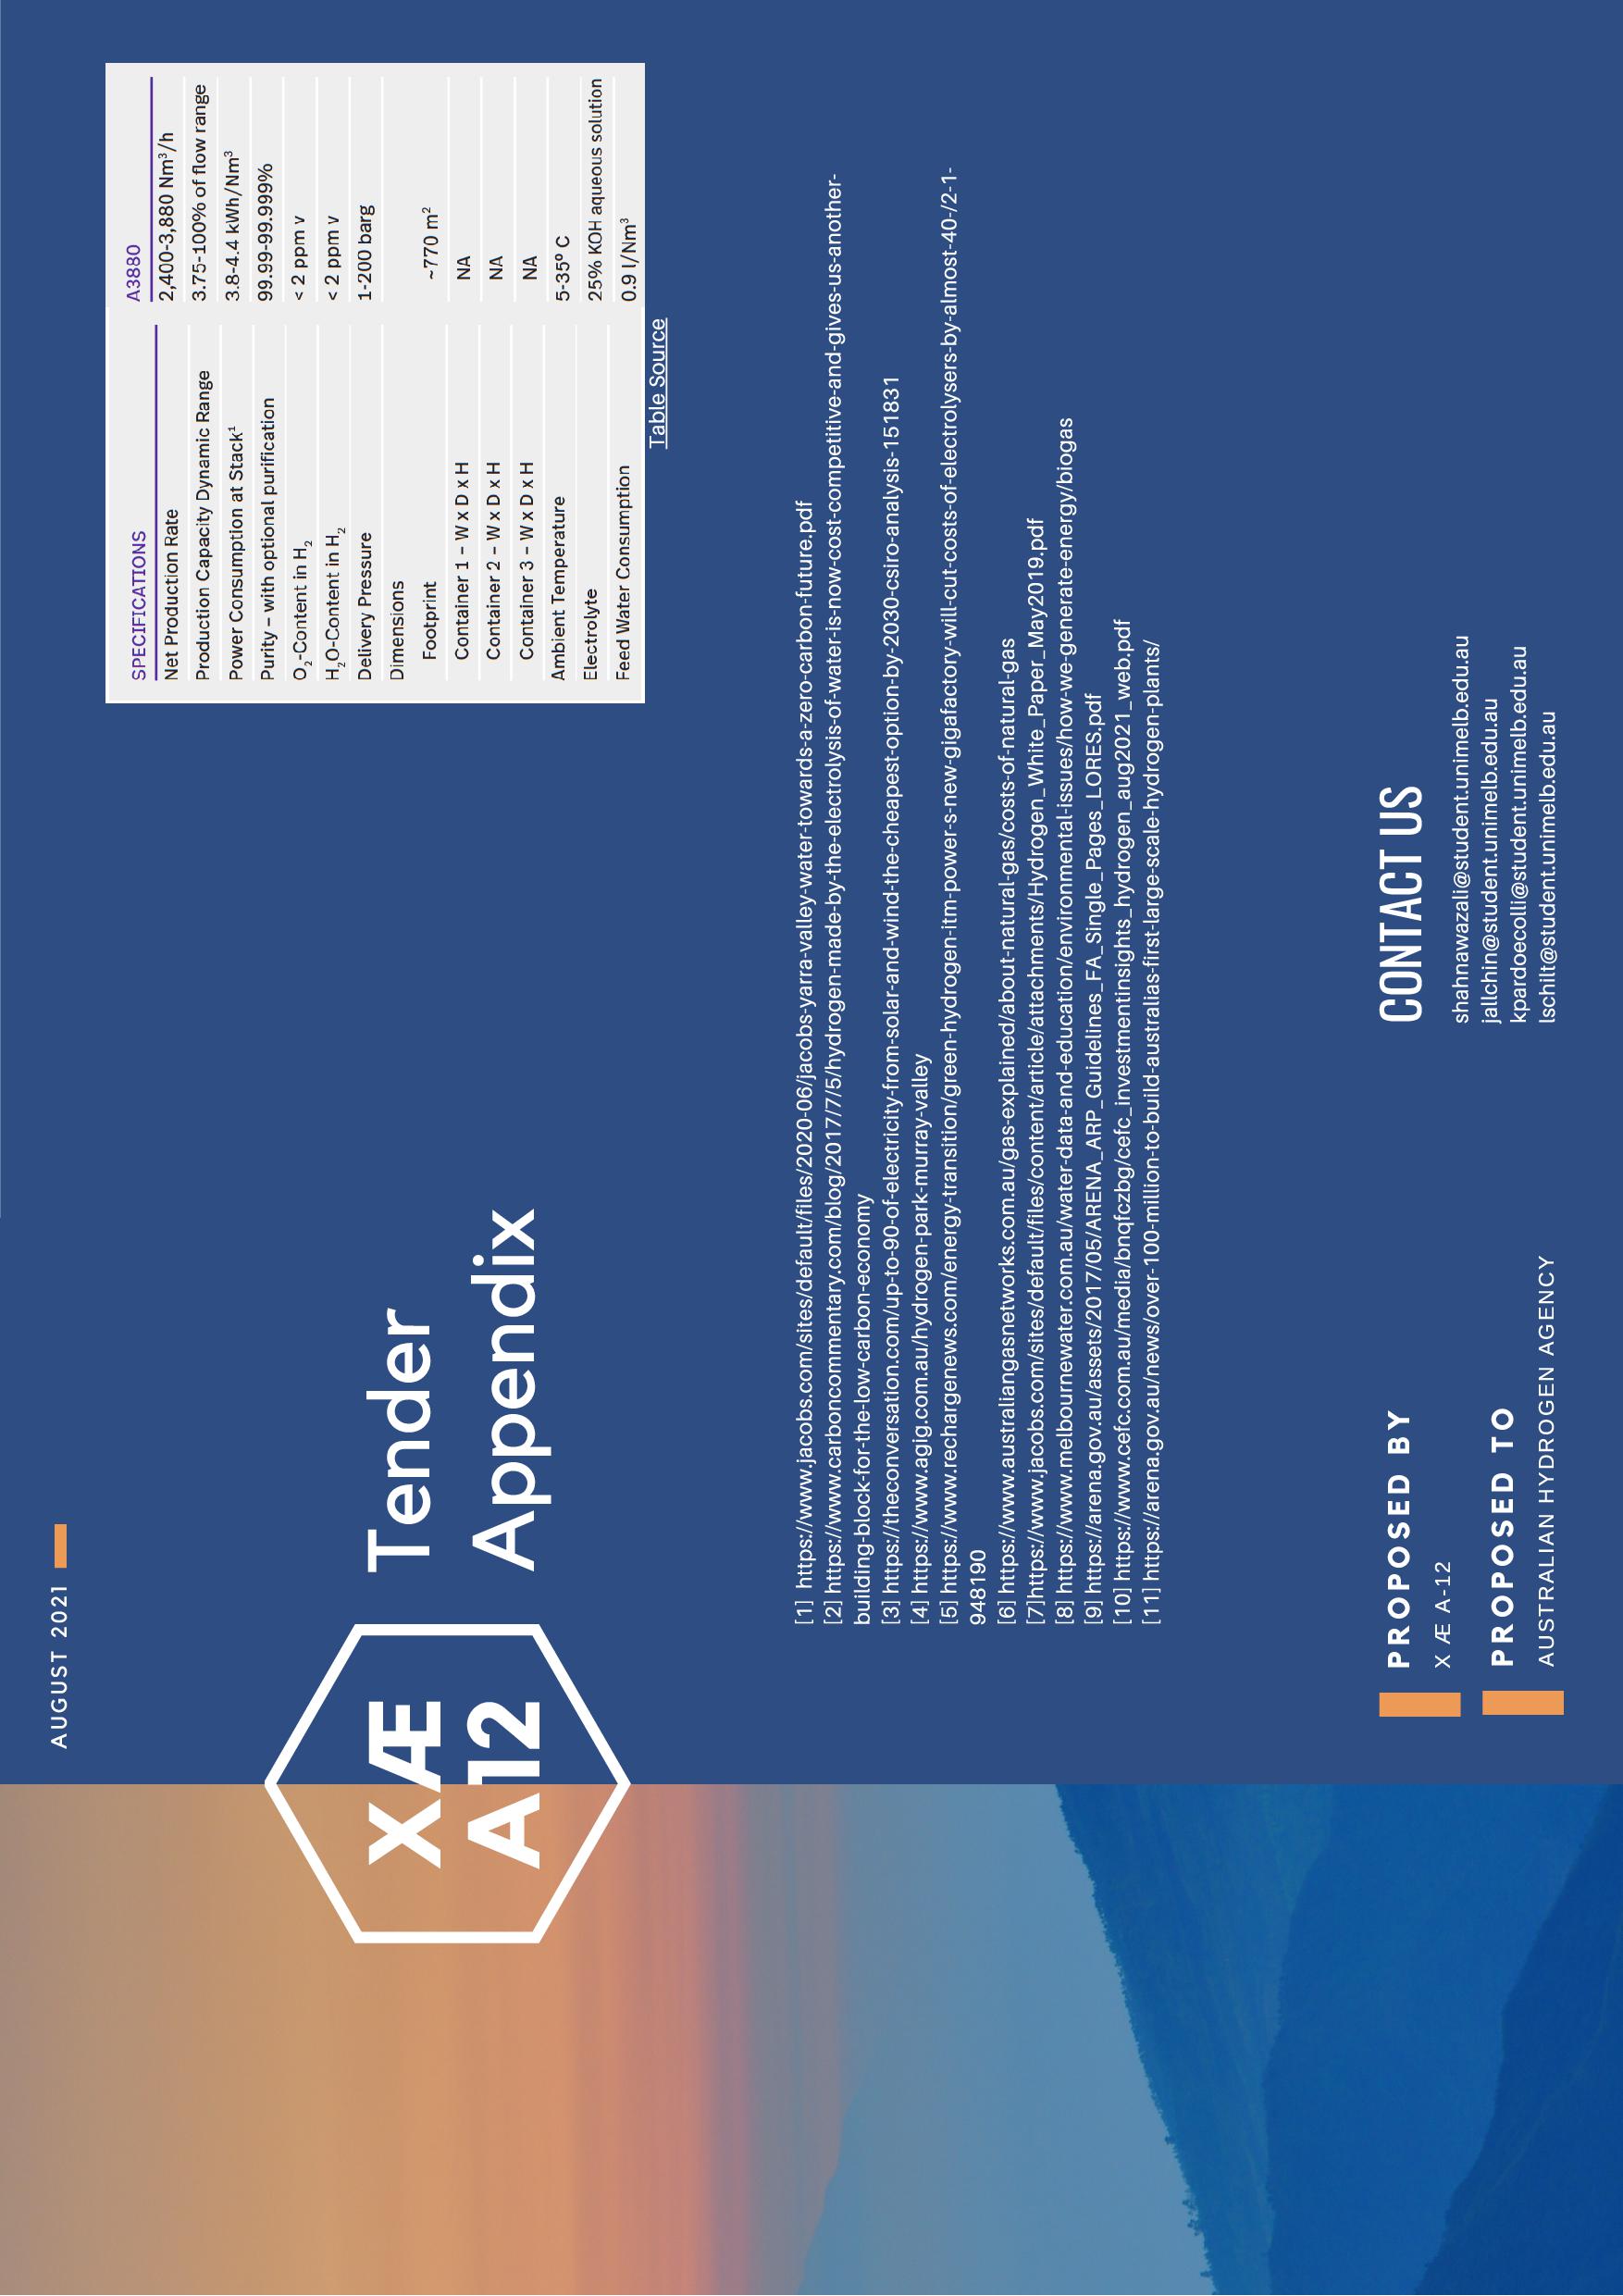 AUGUST 2021
SPECIFICATIONS A3880
Net Production Rate 2,400-3,880 Nm³/h
Production Capacity Dynamic Range 3.75-100% of flow range
Power Consumption at Stack¹ 3.8-4.4 kWh/Nm³
Purity – with optional purification 99.99-99.999%
O₂-Content in H₂ < 2 ppm v
H₂O-Content in H₂ < 2 ppm v
Delivery Pressure 1-200 barg
Dimensions
Footprint ~770 m²
Container 1 – W x D x H NA
Container 2 – W x D x H NA
Container 3 – W x D x H NA
Ambient Temperature 5-35º C
Electrolyte 25% KOH aqueous solution
Feed Water Consumption 0.9 l/Nm³
Table Source
XÆ
A12
Tender
Appendix
[1] https://www.jacobs.com/sites/default/files/2020-06/jacobs-yarra-valley-water-towards-a-zero-carbon-future.pdf
[2] https://www.carboncommentary.com/blog/2017/7/5/hydrogen-made-by-the-electrolysis-of-water-is-now-cost-competitive-and-gives-us-another-
building-block-for-the-low-carbon-economy
[3] https://theconversation.com/up-to-90-of-electricity-from-solar-and-wind-the-cheapest-option-by-2030-csiro-analysis-151831
[4] https://www.agig.com.au/hydrogen-park-murray-valley
[5] https://www.rechargenews.com/energy-transition/green-hydrogen-itm-power-s-new-gigafactory-will-cut-costs-of-electrolysers-by-almost-40-/2-1-
948190
[6] https://www.australiangasnetworks.com.au/gas-explained/about-natural-gas/costs-of-natural-gas
[7]https://www.jacobs.com/sites/default/files/content/article/attachments/Hydrogen_White_Paper_May2019.pdf
[8] https://www.melbournewater.com.au/water-data-and-education/environmental-issues/how-we-generate-energy/biogas
[9] https://arena.gov.au/assets/2017/05/ARENA_ARP_Guidelines_FA_Single_Pages_LORES.pdf
[10] https://www.cefc.com.au/media/bnqfczbg/cefc_investmentinsights_hydrogen_aug2021_web.pdf
[11] https://arena.gov.au/news/over-100-million-to-build-australias-first-large-scale-hydrogen-plants/
PROPOSED BY
X Æ A-12
PROPOSED TO
AUSTRALIAN HYDROGEN AGENCY
CONTACT US
shahnawazali@student.unimelb.edu.au
jallchin@student.unimelb.edu.au
kpardoecolli@student.unimelb.edu.au
lschilt@student.unimelb.edu.au